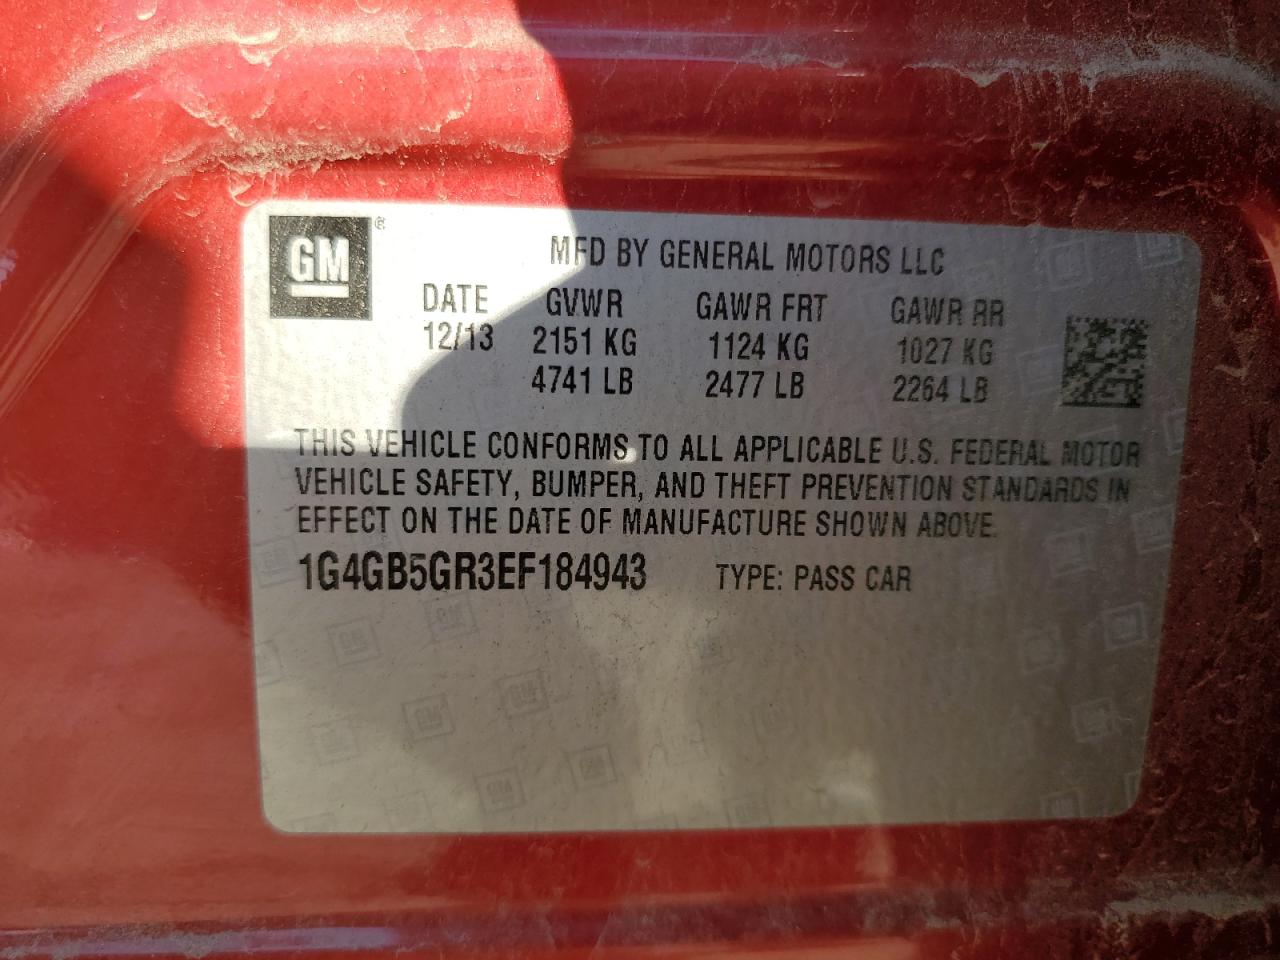 GM ®
MFD BY GENERAL MOTORS LLC
DATE GVWR GAWR FRT GAWR RR
12/13 2151 KG 1124 KG 1027 KG
4741 LB 2477 LB 2264 LB
THIS VEHICLE CONFORMS TO ALL APPLICABLE U.S. FEDERAL MOTOR
VEHICLE SAFETY, BUMPER, AND THEFT PREVENTION STANDARDS IN
EFFECT ON THE DATE OF MANUFACTURE SHOWN ABOVE.
1G4GB5GR3EF184943 TYPE: PASS CAR